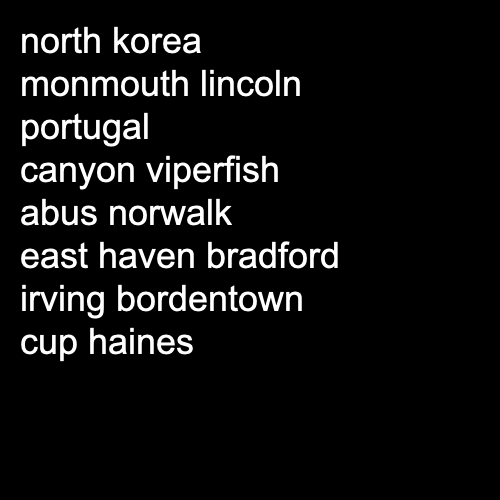 north korea
monmouth lincoln
portugal
canyon viperfish
abus norwalk
east haven bradford
irving bordentown
cup haines